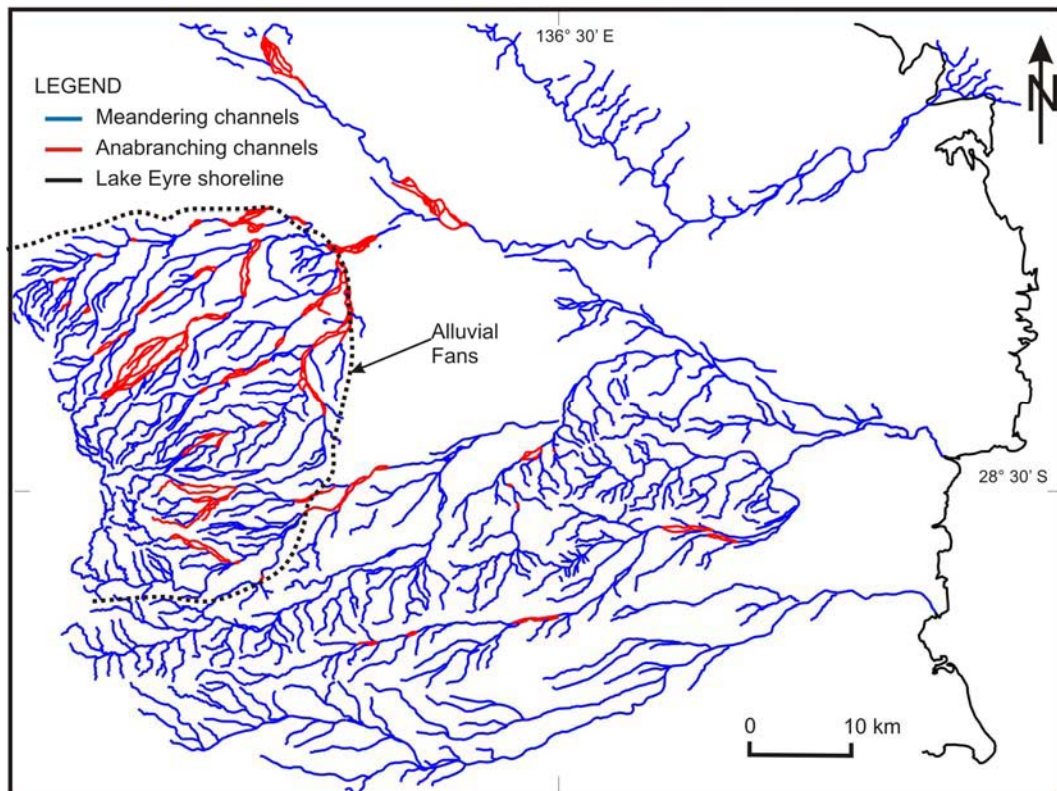 136° 30' E
N
LEGEND
Meandering channels
Anabranching channels
Lake Eyre shoreline
Alluvial
Fans
28° 30' S
0 10 km